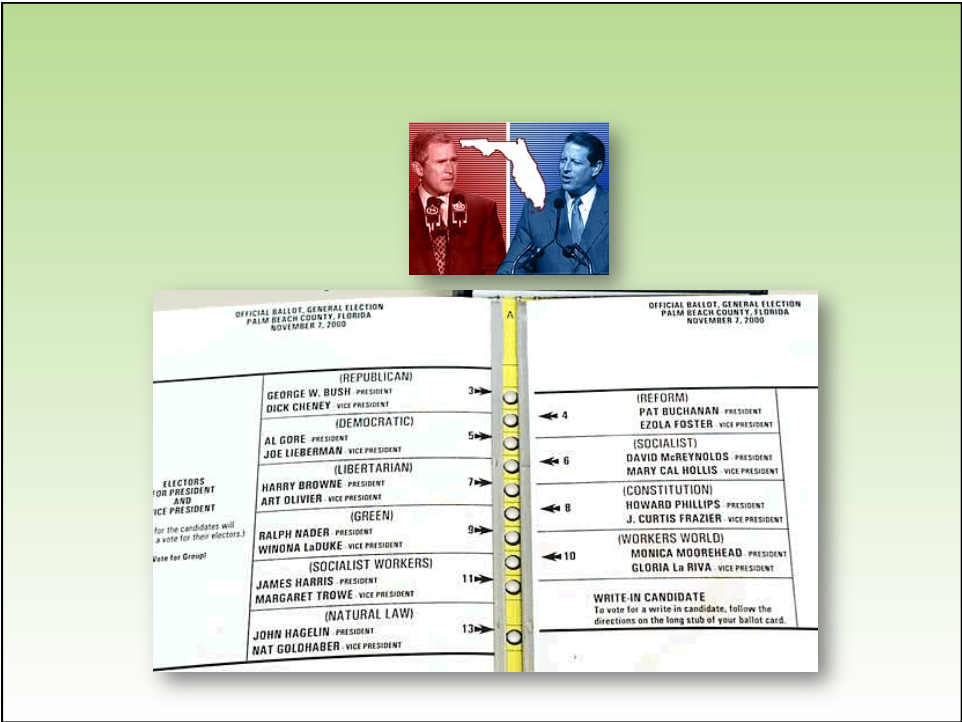 OFFICIAL BALLOT, GENERAL ELECTION
PALM BEACH COUNTY, FLORIDA
NOVEMBER 7, 2000
ELECTORS
FOR PRESIDENT
AND
VICE PRESIDENT
for the candidates will
a vote for their electors.)
Vote for Group)
(REPUBLICAN)
GEORGE W. BUSH - PRESIDENT
DICK CHENEY - VICE PRESIDENT
3
(DEMOCRATIC)
AL GORE - PRESIDENT
JOE LIEBERMAN - VICE PRESIDENT
5
(LIBERTARIAN)
HARRY BROWNE - PRESIDENT
ART OLIVIER - VICE PRESIDENT
7
(GREEN)
RALPH NADER - PRESIDENT
WINONA LaDUKE - VICE PRESIDENT
9
(SOCIALIST WORKERS)
JAMES HARRIS - PRESIDENT
MARGARET TROWE - VICE PRESIDENT
11
(NATURAL LAW)
JOHN HAGELIN - PRESIDENT
NAT GOLDHABER - VICE PRESIDENT
13
A
OFFICIAL BALLOT, GENERAL ELECTION
PALM BEACH COUNTY, FLORIDA
NOVEMBER 7, 2000
(REFORM)
4
PAT BUCHANAN - PRESIDENT
EZOLA FOSTER - VICE PRESIDENT
(SOCIALIST)
6
DAVID McREYNOLDS - PRESIDENT
MARY CAL HOLLIS - VICE PRESIDENT
(CONSTITUTION)
8
HOWARD PHILLIPS - PRESIDENT
J. CURTIS FRAZIER - VICE PRESIDENT
(WORKERS WORLD)
10
MONICA MOOREHEAD - PRESIDENT
GLORIA La RIVA - VICE PRESIDENT
WRITE-IN CANDIDATE
To vote for a write-in candidate, follow the
directions on the long stub of your ballot card.